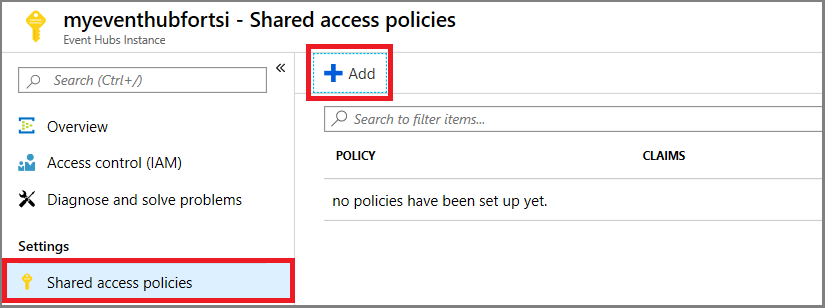 myeventhubfortsi - Shared access policies
Event Hubs Instance
Search (Ctrl+/)
«
Overview
Access control (IAM)
Diagnose and solve problems
Settings
Shared access policies
Add
Search to filter items...
POLICY CLAIMS
no policies have been set up yet.